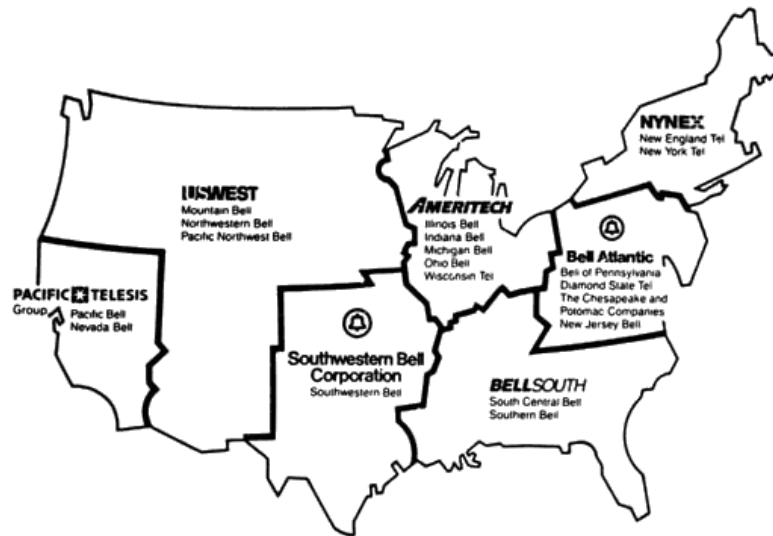 NYNEX
New England Tel
New York Tel
USWEST
Mountain Bell
Northwestern Bell
Pacific Northwest Bell
AMERITECH
Illinois Bell
Indiana Bell
Michigan Bell
Ohio Bell
Wisconsin Tel
Bell Atlantic
Bell of Pennsylvania
Diamond State Tel
The Chesapeake and
Potomac Companies
New Jersey Bell
PACIFIC TELESIS
Group
Pacific Bell
Nevada Bell
Southwestern Bell
Corporation
Southwestern Bell
BELLSOUTH
South Central Bell
Southern Bell